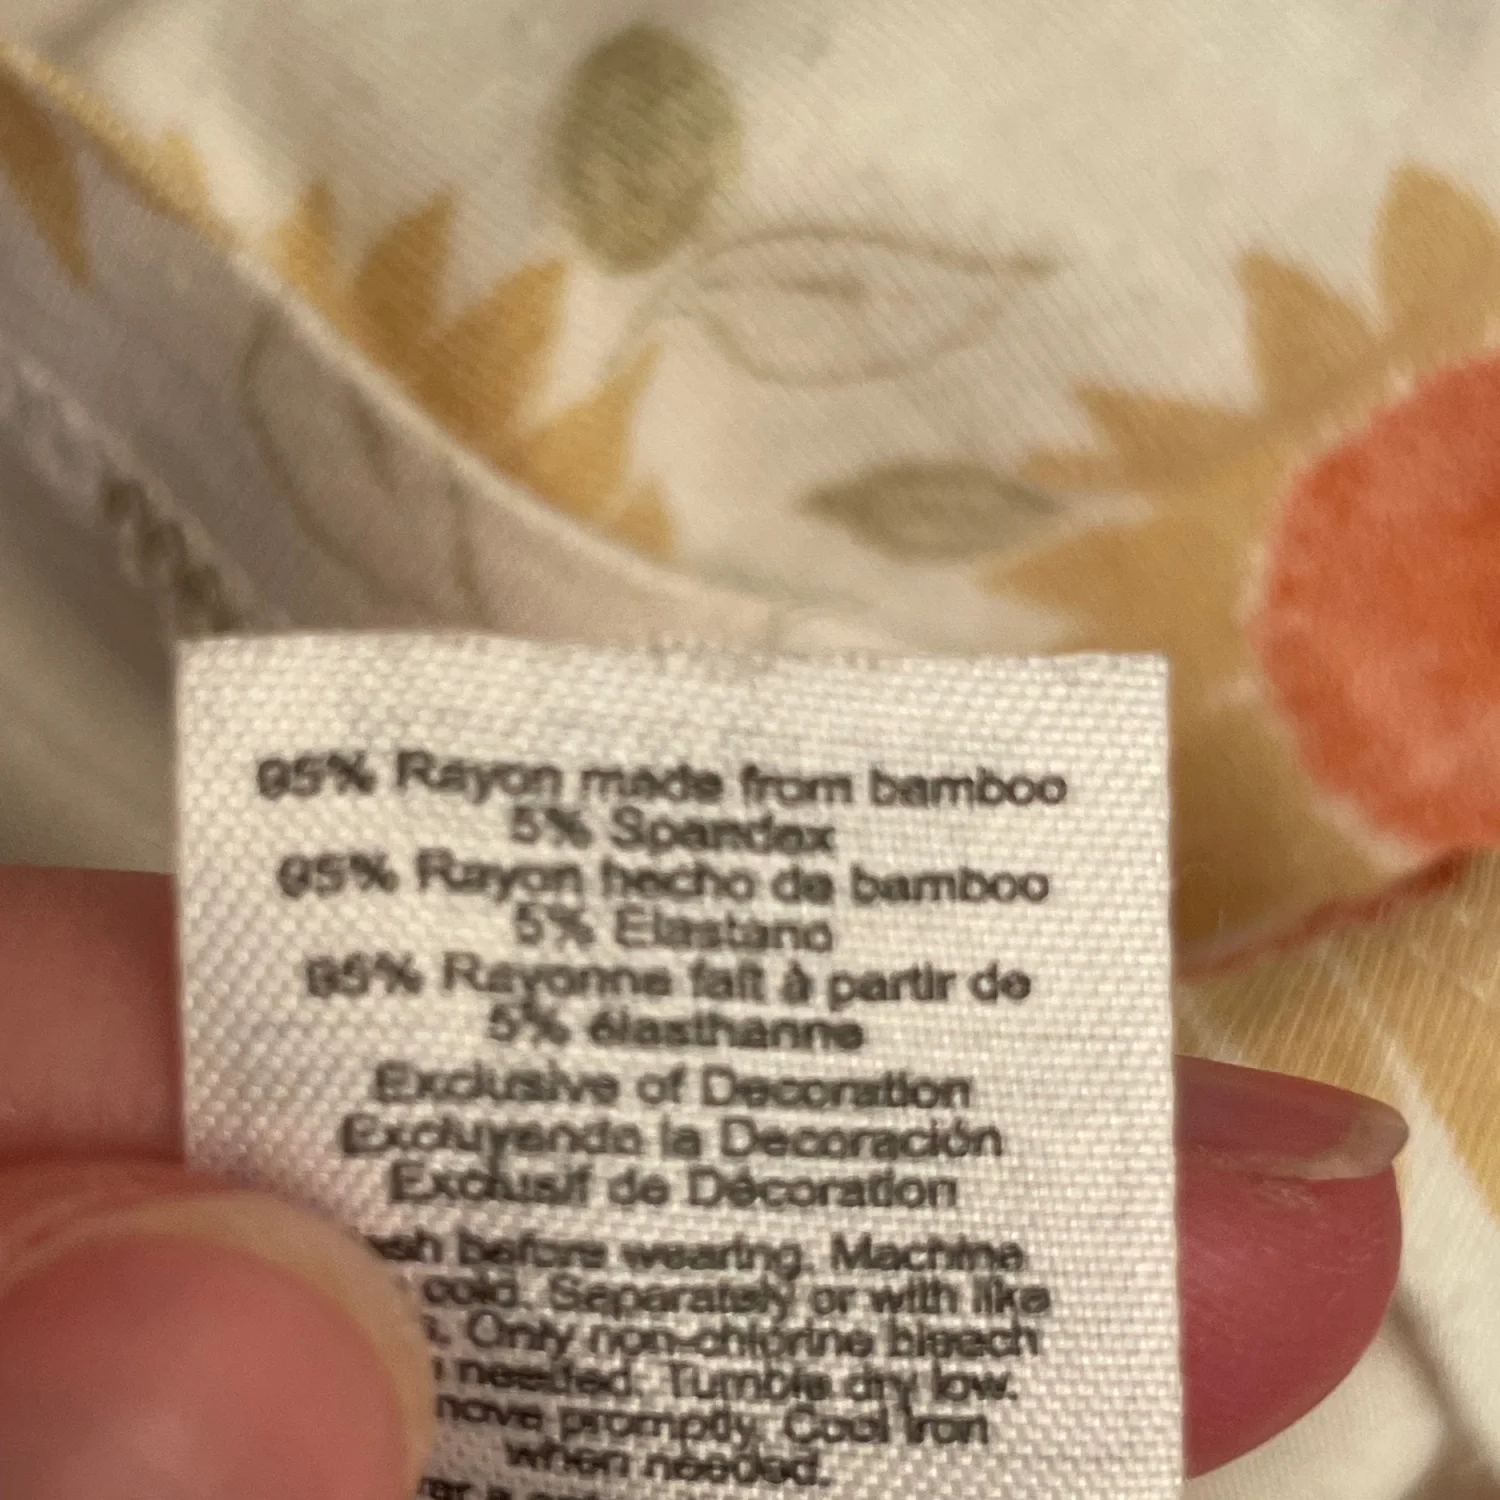 95% Rayon made from bamboo
5% Spandex
95% Rayon hecho de bamboo
5% Elastano
95% Rayonne fait à partir de
5% élasthanne
Exclusive of Decoration
Excluyendo la Decoración
Exclusif de Décoration
before wearing. Machine
cold. Separately or with like
Only non-chlorine bleach
needed. Tumble dry low.
promptly. Cool Iron
when needed.